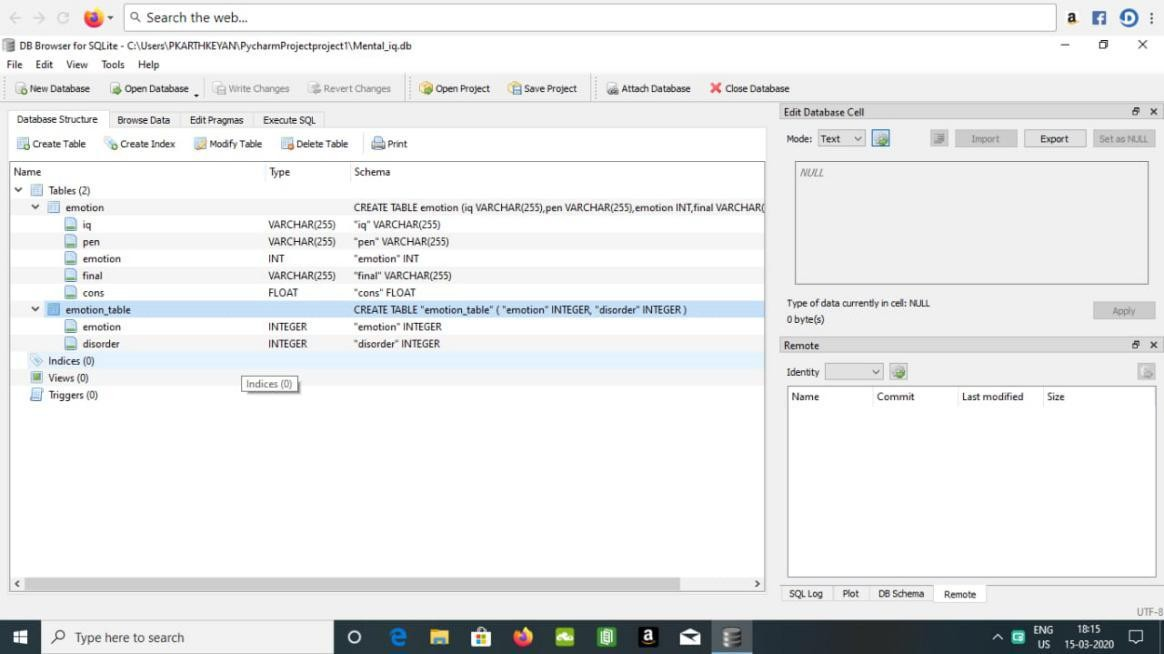 Search the web...
DB Browser for SQLite - C:\Users\PKARTHKEYAN\PycharmProjectproject1\Mental_iq.db
File Edit View Tools Help
New Database Open Database Write Changes Revert Changes Open Project Save Project Attach Database Close Database
Database Structure Browse Data Edit Pragmas Execute SQL
Create Table Create Index Modify Table Delete Table Print
Name Type Schema
Tables (2)
emotion CREATE TABLE emotion (iq VARCHAR(255),pen VARCHAR(255),emotion INT,final VARCHAR(
iq VARCHAR(255) "iq" VARCHAR(255)
pen VARCHAR(255) "pen" VARCHAR(255)
emotion INT "emotion" INT
final VARCHAR(255) "final" VARCHAR(255)
cons FLOAT "cons" FLOAT
emotion_table CREATE TABLE "emotion_table" ( "emotion" INTEGER, "disorder" INTEGER )
emotion INTEGER "emotion" INTEGER
disorder INTEGER "disorder" INTEGER
Indices (0)
Views (0)
Indices (0)
Triggers (0)
Edit Database Cell
Mode: Text Import Export Set as NULL
NULL
Type of data currently in cell: NULL
0 byte(s)
Apply
Remote
Identity
Name Commit Last modified Size
SQL Log Plot DB Schema Remote
UTF-8
Type here to search
ENG
US
18:15
15-03-2020